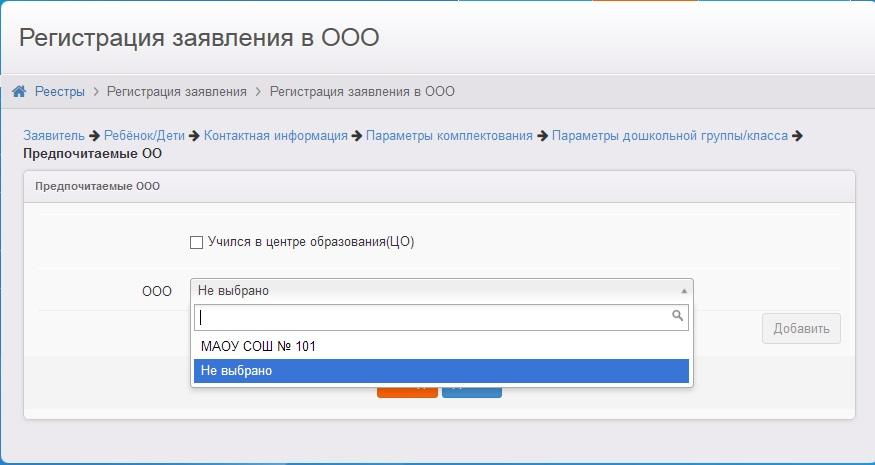 Регистрация заявления в ООО
Реестры > Регистрация заявления > Регистрация заявления в ООО
Заявитель → Ребёнок/Дети → Контактная информация → Параметры комплектования → Параметры дошкольной группы/класса →
Предпочитаемые ОО
Предпочитаемые ООО
Учился в центре образования(ЦО)
ООО Не выбрано
Добавить
МАОУ СОШ № 101
Не выбрано